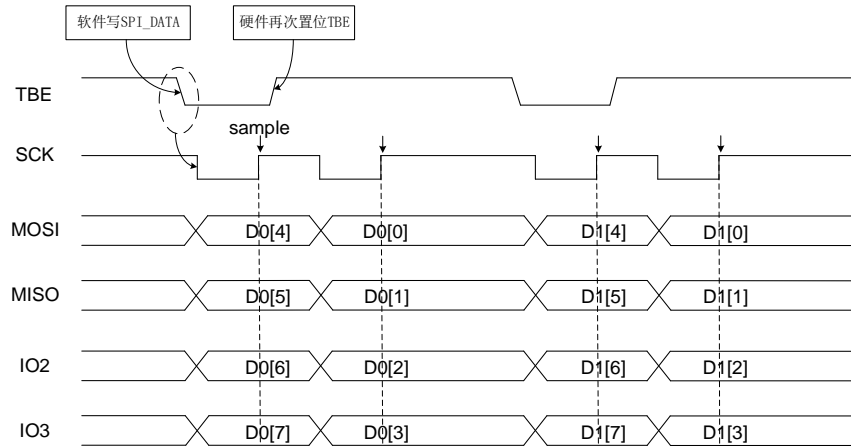 软件写SPI_DATA
硬件再次置位TBE
TBE
sample
SCK
MOSI
D0[4]
D0[0]
D1[4]
D1[0]
MISO
D0[5]
D0[1]
D1[5]
D1[1]
IO2
D0[6]
D0[2]
D1[6]
D1[2]
IO3
D0[7]
D0[3]
D1[7]
D1[3]